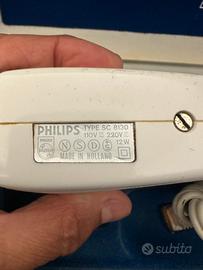 PHILIPS TYPE SC 8130
110V 220V
N S D 12W
MADE IN HOLLAND
subito